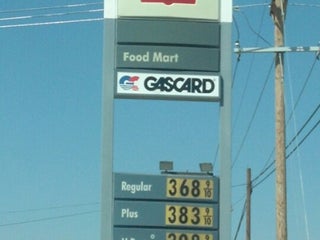 Food Mart
GASCARD
Regular 368 9/10
Plus 383 9/10